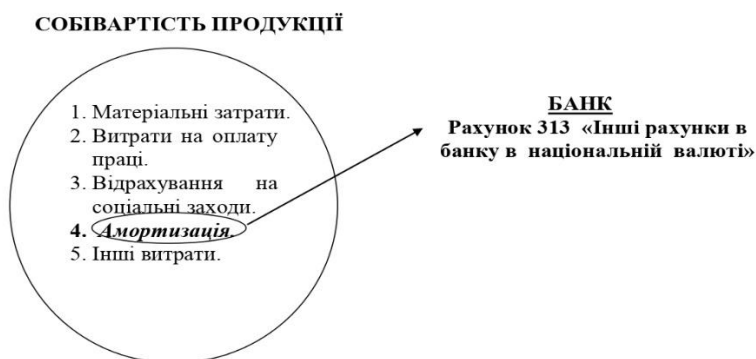 СОБІВАРТІСТЬ ПРОДУКЦІЇ
1. Матеріальні затрати.
2. Витрати на оплату
праці.
3. Відрахування на
соціальні заходи.
4. Амортизація.
5. Інші витрати.
БАНК
Рахунок 313 «Інші рахунки в
банку в національній валюті»